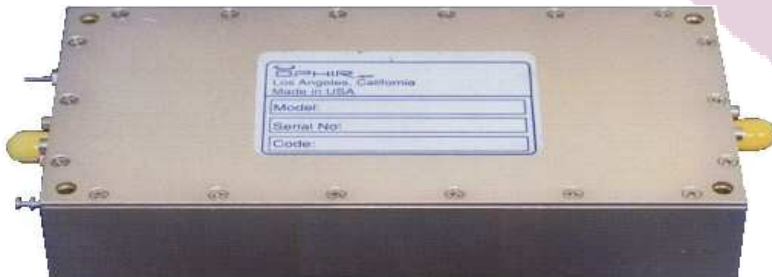 OPHIR
Los Angeles, California
Made in USA
Model:
Serial No:
Code: